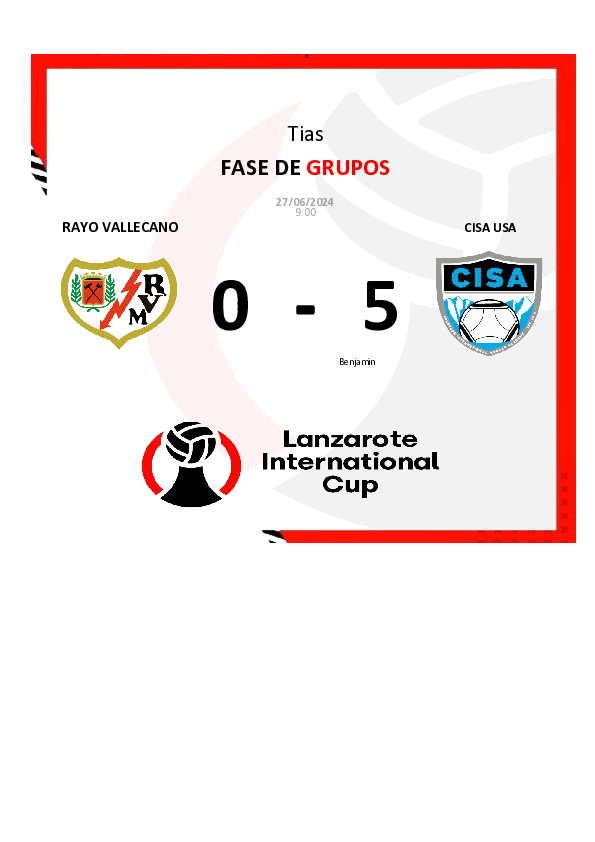 Tias
FASE DE GRUPOS
27/06/2024
9:00
RAYO VALLECANO
CISA USA
RVM
CISA
0 - 5
Benjamin
Lanzarote
International
Cup